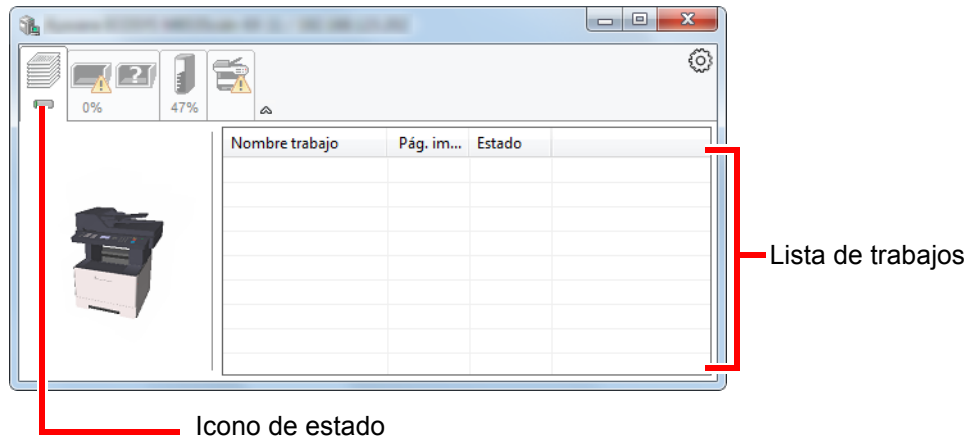 0%
47%
Nombre trabajo Pág. im... Estado
Lista de trabajos
Icono de estado